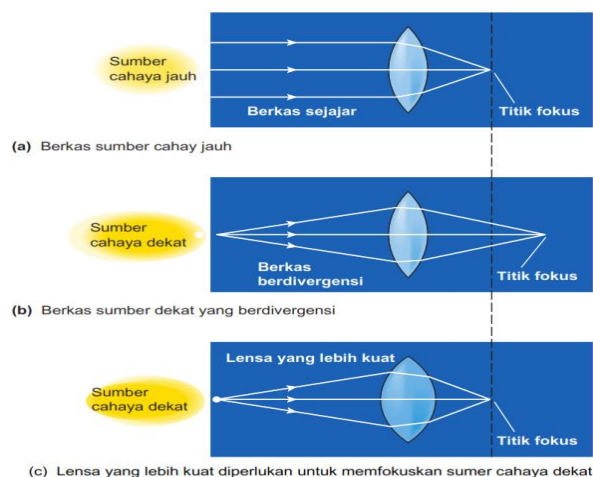 Sumber
cahaya jauh
Berkas sejajar
Titik fokus
(a) Berkas sumber cahay jauh
Sumber
cahaya dekat
Berkas
berdivergensi
Titik fokus
(b) Berkas sumber dekat yang berdivergensi
Lensa yang lebih kuat
Sumber
cahaya dekat
Titik fokus
(c) Lensa yang lebih kuat diperlukan untuk memfokuskan sumer cahaya dekat